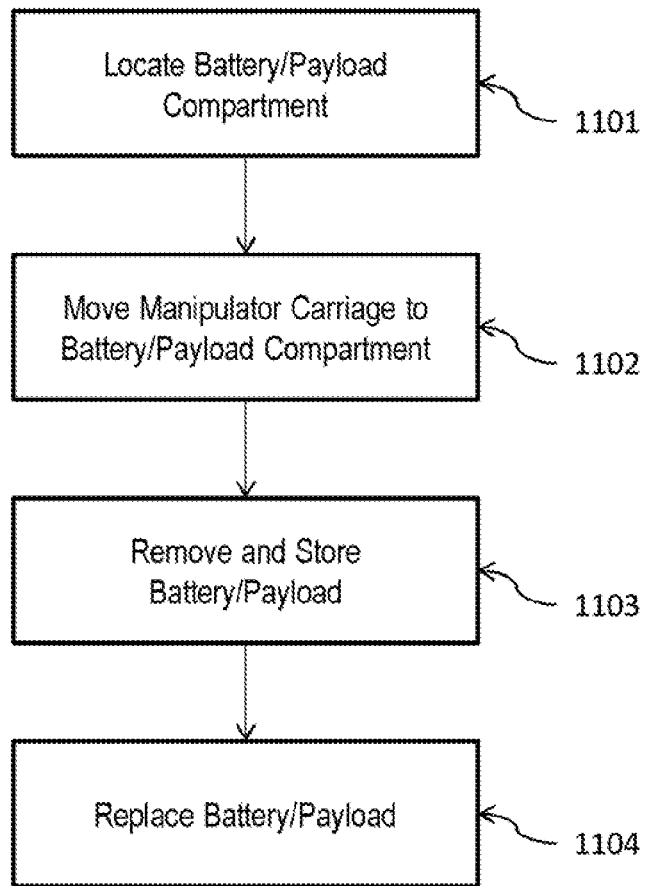 Locate Battery/Payload
Compartment
1101
Move Manipulator Carriage to
Battery/Payload Compartment
1102
Remove and Store
Battery/Payload
1103
Replace Battery/Payload
1104